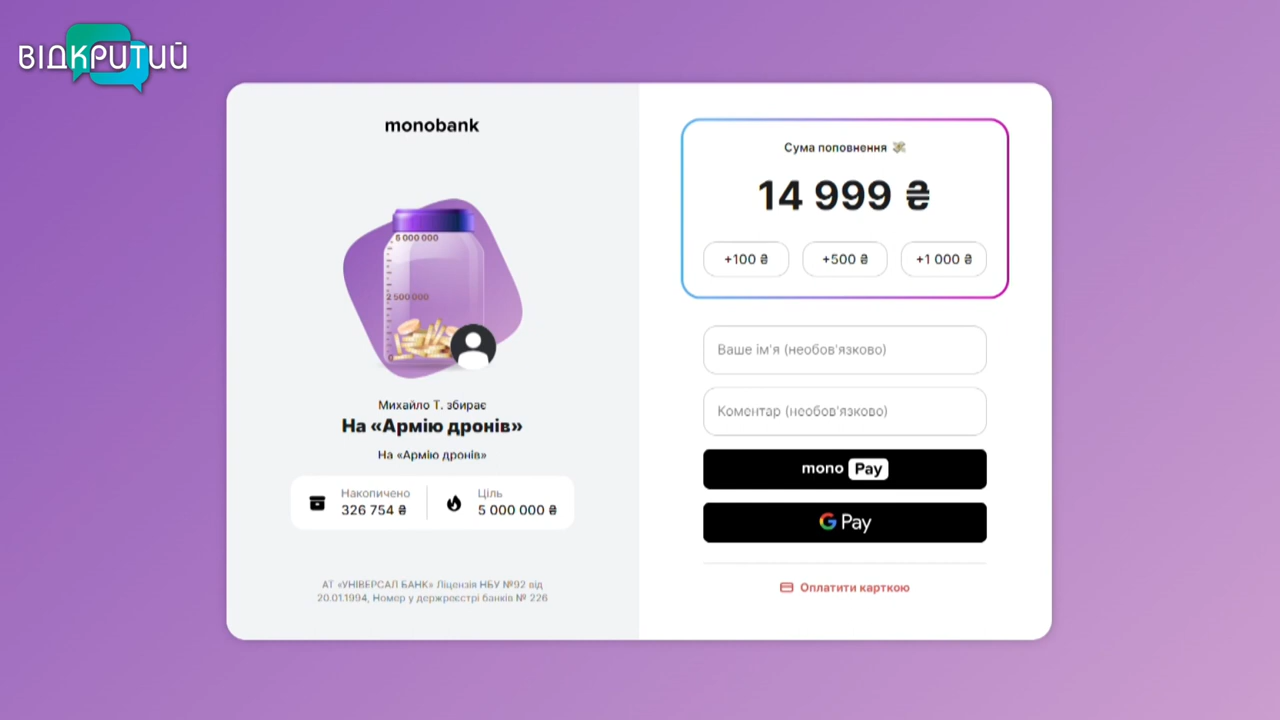 ВІДКРИТИЙ
monobank
5 000 000
2 500 000
0
Михайло Т. збирає
На «Армію дронів»
На «Армію дронів»
Накопичено
326 754 ₴
Ціль
5 000 000 ₴
АТ «УНІВЕРСАЛ БАНК» Ліцензія НБУ №92 від
20.01.1994, Номер у держреєстрі банків № 226
Сума поповнення 💸
14 999 ₴
+100 ₴
+500 ₴
+1 000 ₴
Ваше ім'я (необов'язково)
Коментар (необов'язково)
mono Pay
G Pay
Оплатити карткою